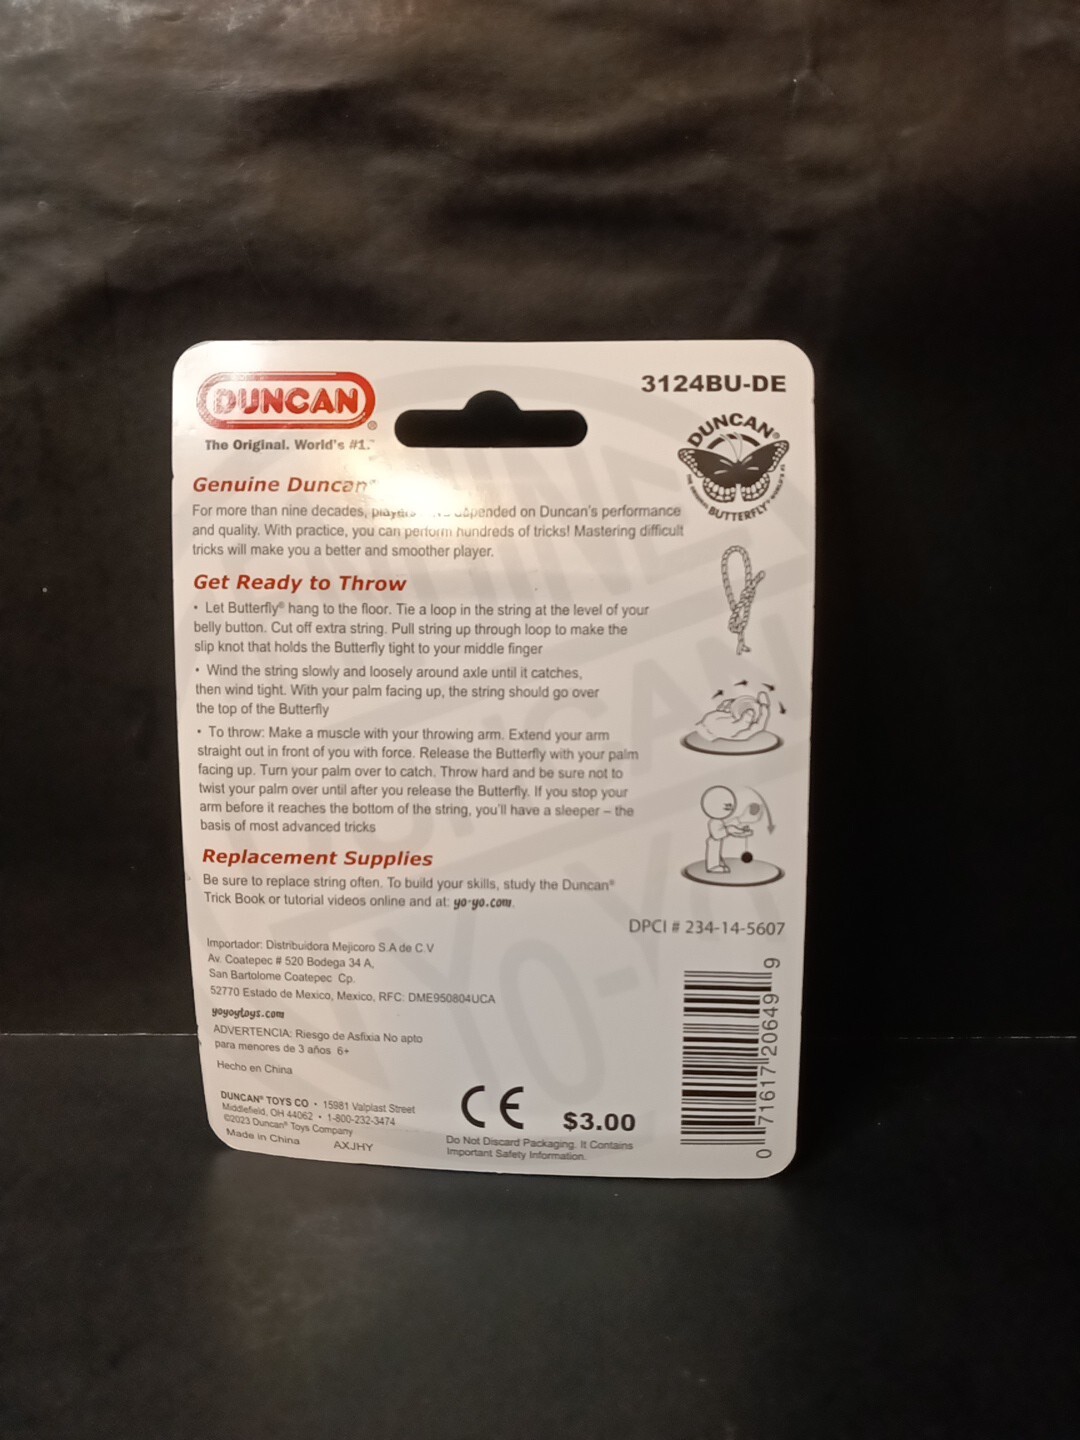 DUNCAN®
The Original. World's #1.™
3124BU-DE
DUNCAN®
BUTTERFLY®
Genuine Duncan®
For more than nine decades, players depended on Duncan's performance
and quality. With practice, you can perform hundreds of tricks! Mastering difficult
tricks will make you a better and smoother player.
Get Ready to Throw
• Let Butterfly® hang to the floor. Tie a loop in the string at the level of your
belly button. Cut off extra string. Pull string up through loop to make the
slip knot that holds the Butterfly tight to your middle finger
• Wind the string slowly and loosely around axle until it catches,
then wind tight. With your palm facing up, the string should go over
the top of the Butterfly
• To throw: Make a muscle with your throwing arm. Extend your arm
straight out in front of you with force. Release the Butterfly with your palm
facing up. Turn your palm over to catch. Throw hard and be sure not to
twist your palm over until after you release the Butterfly. If you stop your
arm before it reaches the bottom of the string, you'll have a sleeper – the
basis of most advanced tricks
Replacement Supplies
Be sure to replace string often. To build your skills, study the Duncan®
Trick Book or tutorial videos online and at: yo-yo.com.
DPCI # 234-14-5607
Importador: Distribuidora Mejicoro S.A de C.V
Av. Coatepec # 520 Bodega 34 A,
San Bartolome Coatepec Cp.
52770 Estado de Mexico, Mexico, RFC: DME950804UCA
yoyoytoys.com
ADVERTENCIA: Riesgo de Asfixia No apto
para menores de 3 años 6+
Hecho en China
DUNCAN® TOYS CO • 15981 Valplast Street
Middlefield, OH 44062 • 1-800-232-3474
©2023 Duncan® Toys Company
Made in China AXJHY
CE
$3.00
Do Not Discard Packaging. It Contains
Important Safety Information.
0 71617 20649 9